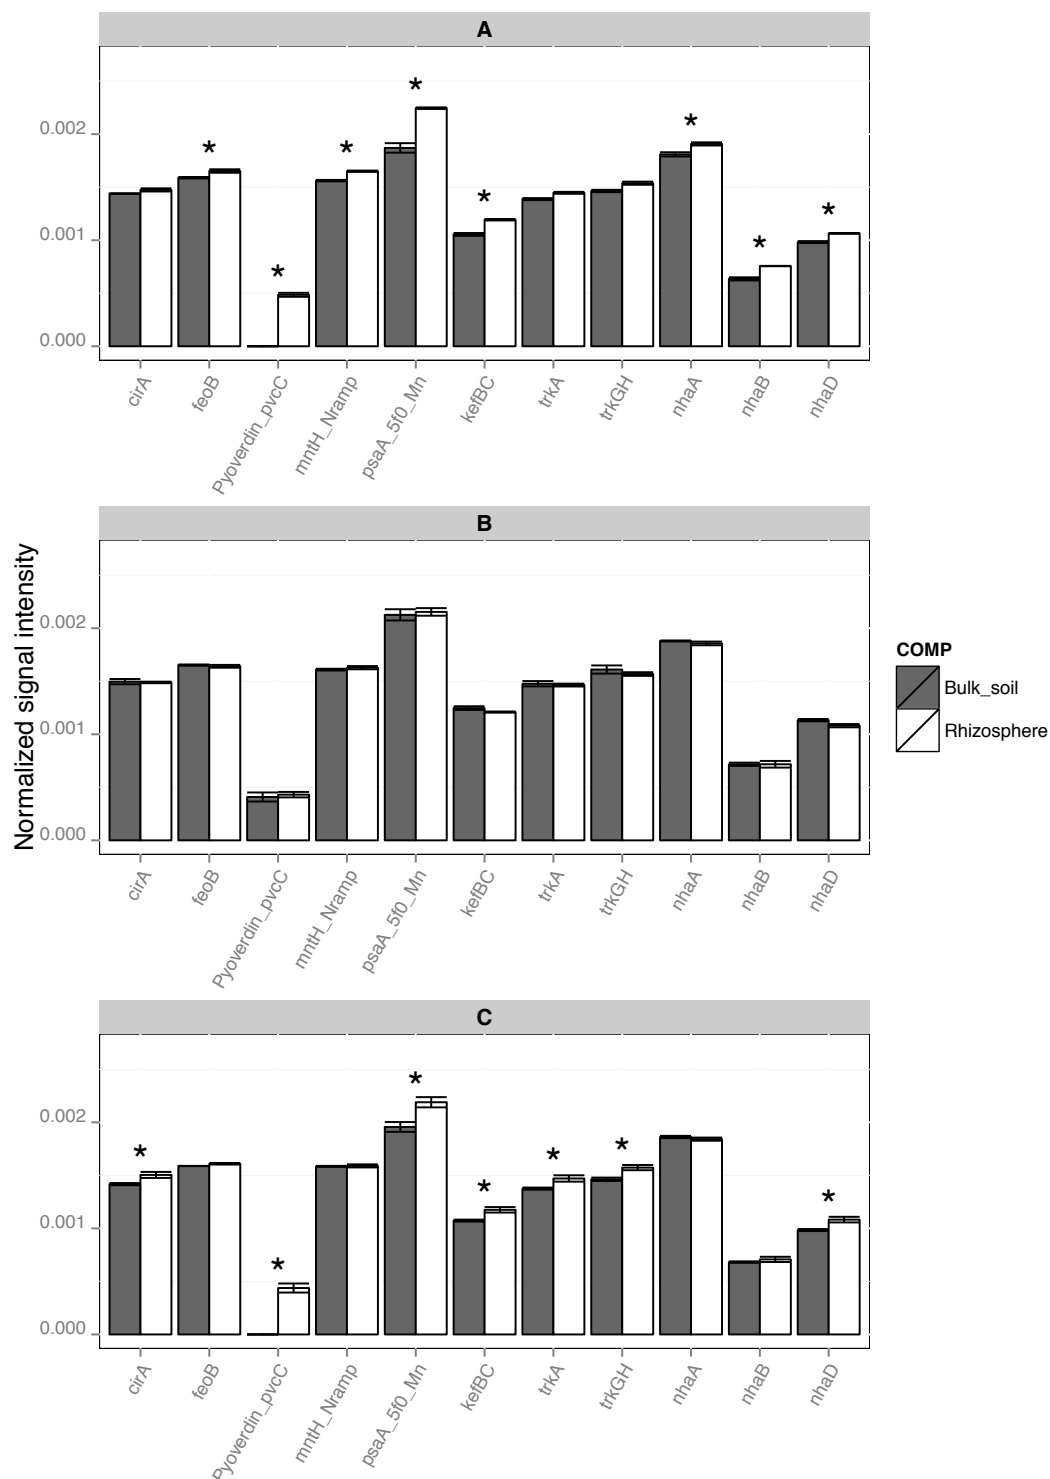 A
*
*
*
*
*
*
*
*
0.002
0.001
0.000
cirA
feoB
Pyoverdin_pvcC
mntH_Nramp
psaA_5f0_Mn
kefBC
trkA
trkGH
nhaA
nhaB
nhaD
Normalized signal intensity
B
0.002
0.001
0.000
cirA
feoB
Pyoverdin_pvcC
mntH_Nramp
psaA_5f0_Mn
kefBC
trkA
trkGH
nhaA
nhaB
nhaD
COMP
Bulk_soil
Rhizosphere
C
*
*
*
*
*
*
*
0.002
0.001
0.000
cirA
feoB
Pyoverdin_pvcC
mntH_Nramp
psaA_5f0_Mn
kefBC
trkA
trkGH
nhaA
nhaB
nhaD